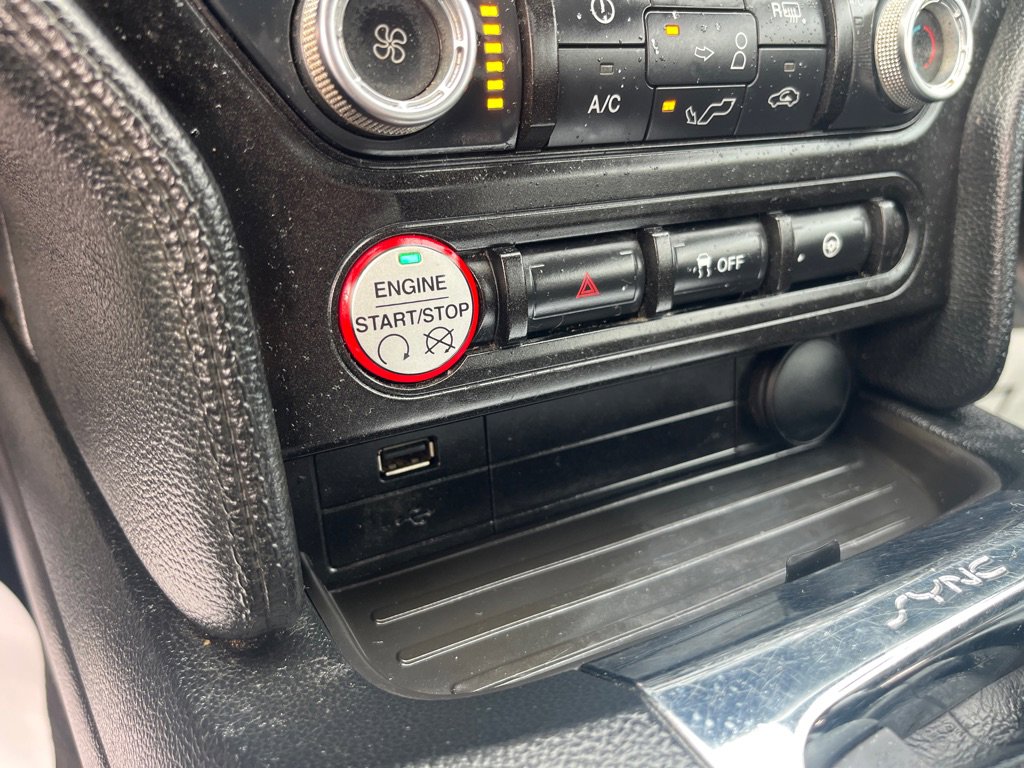 R
A/C
ENGINE
START/STOP
OFF
SYNC